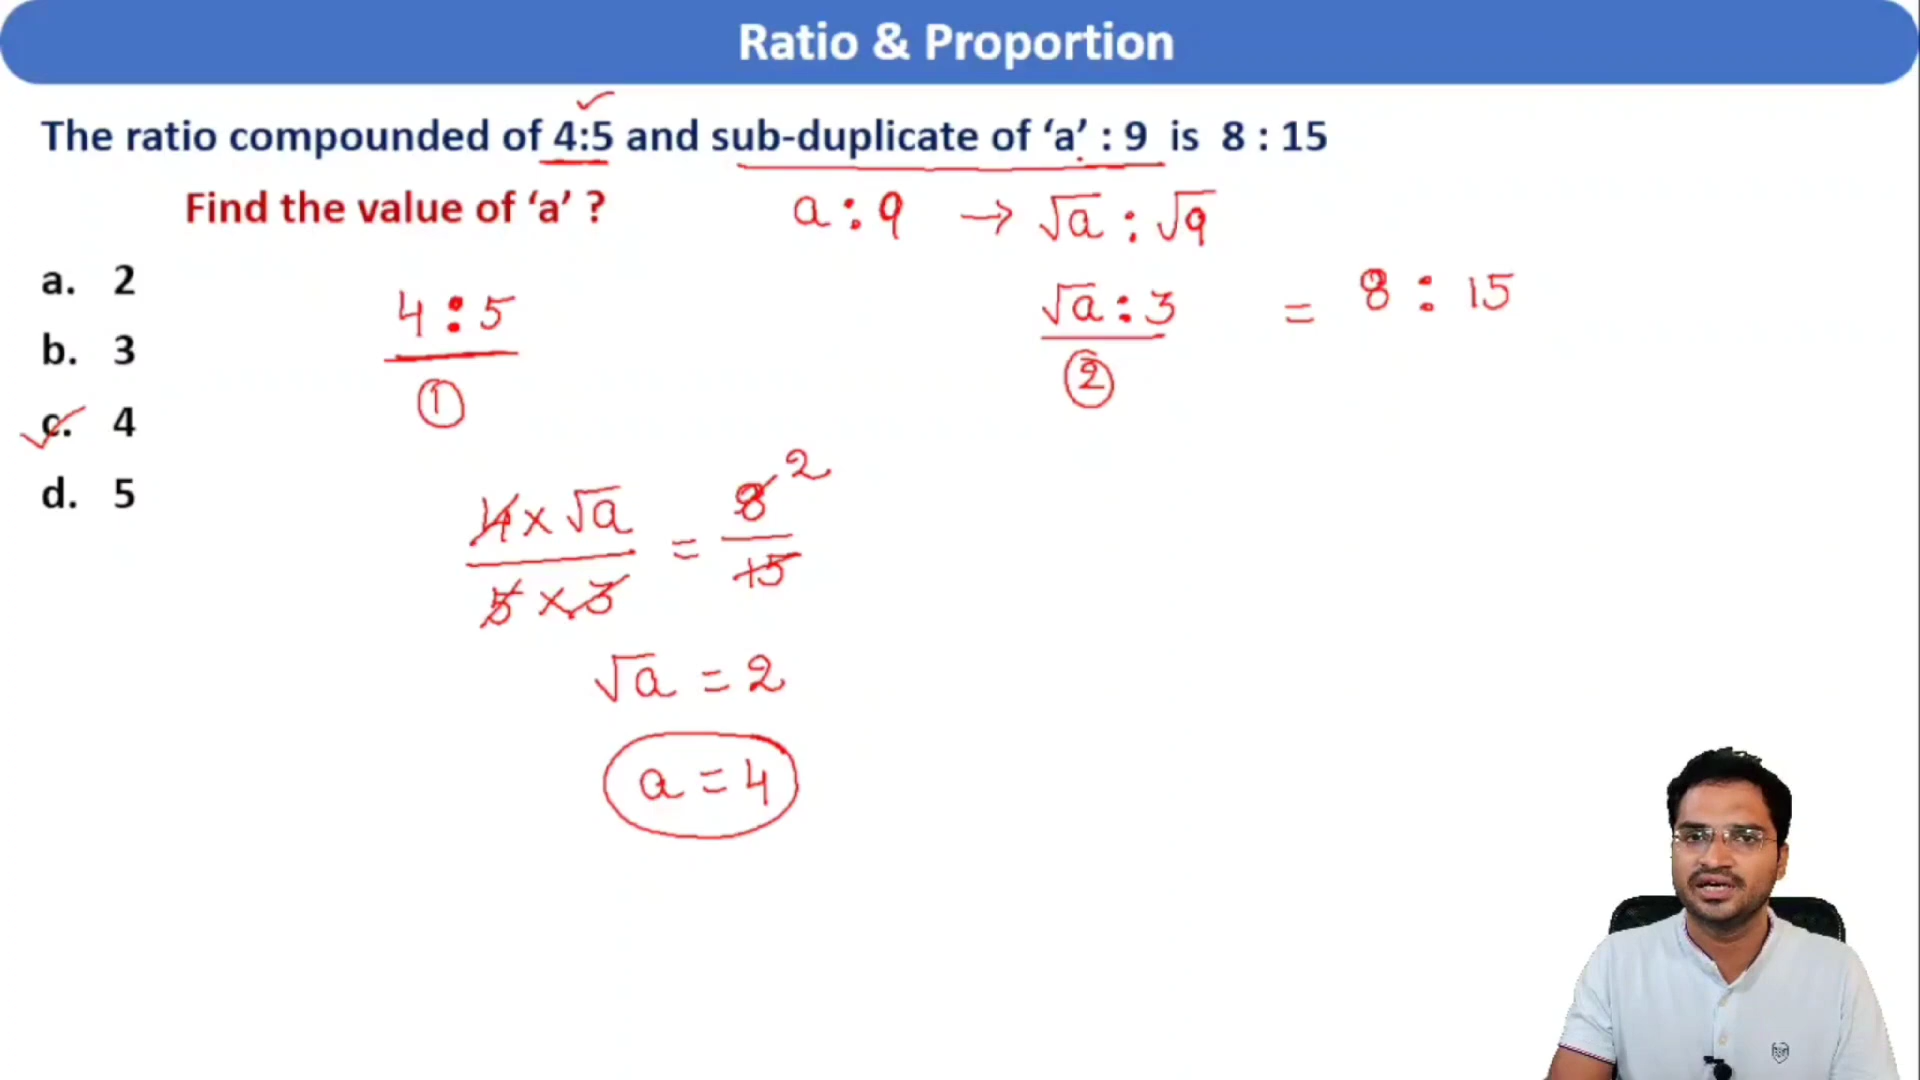 Ratio & Proportion
The ratio compounded of 4:5 and sub-duplicate of ‘a’ : 9 is 8 : 15
Find the value of ‘a’ ?
a : 9 → √a : √9
a. 2
b. 3
c. 4
d. 5
4 : 5
①
√a : 3 = 8 : 15
②
4 × √a / 5 × 3 = 8 / 15 2
√a = 2
a = 4